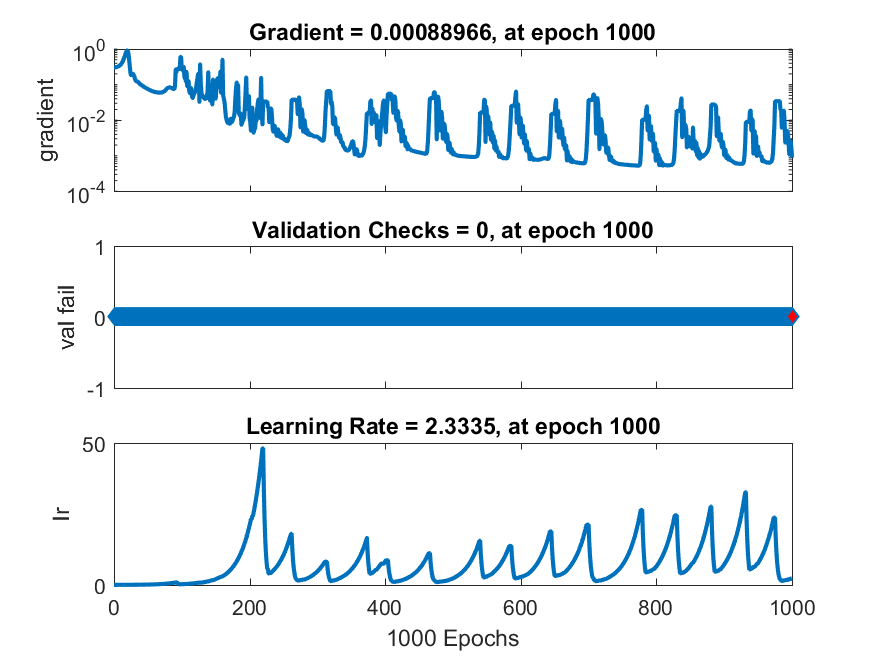 Gradient = 0.00088966, at epoch 1000
10^0
10^-2
10^-4
gradient
Validation Checks = 0, at epoch 1000
1
0
-1
val fail
Learning Rate = 2.3335, at epoch 1000
50
0
lr
0 200 400 600 800 1000
1000 Epochs